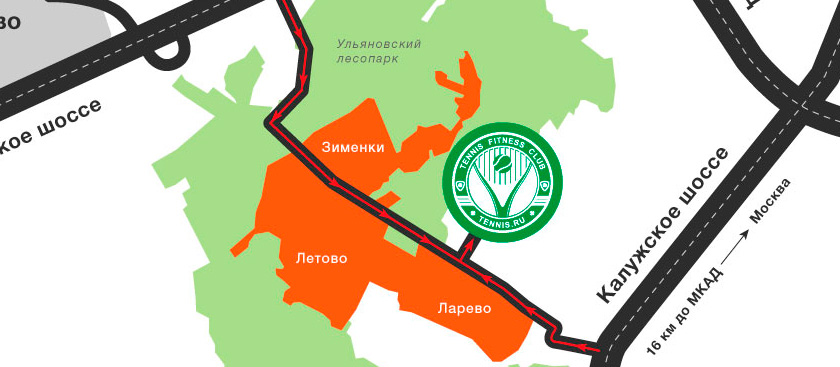 во
Ульяновский
лесопарк
кое шоссе
Зименки
TENNIS FITNESS CLUB
TENNIS.RU
Летово
Ларево
Калужское шоссе
16 км до МКАД
Москва